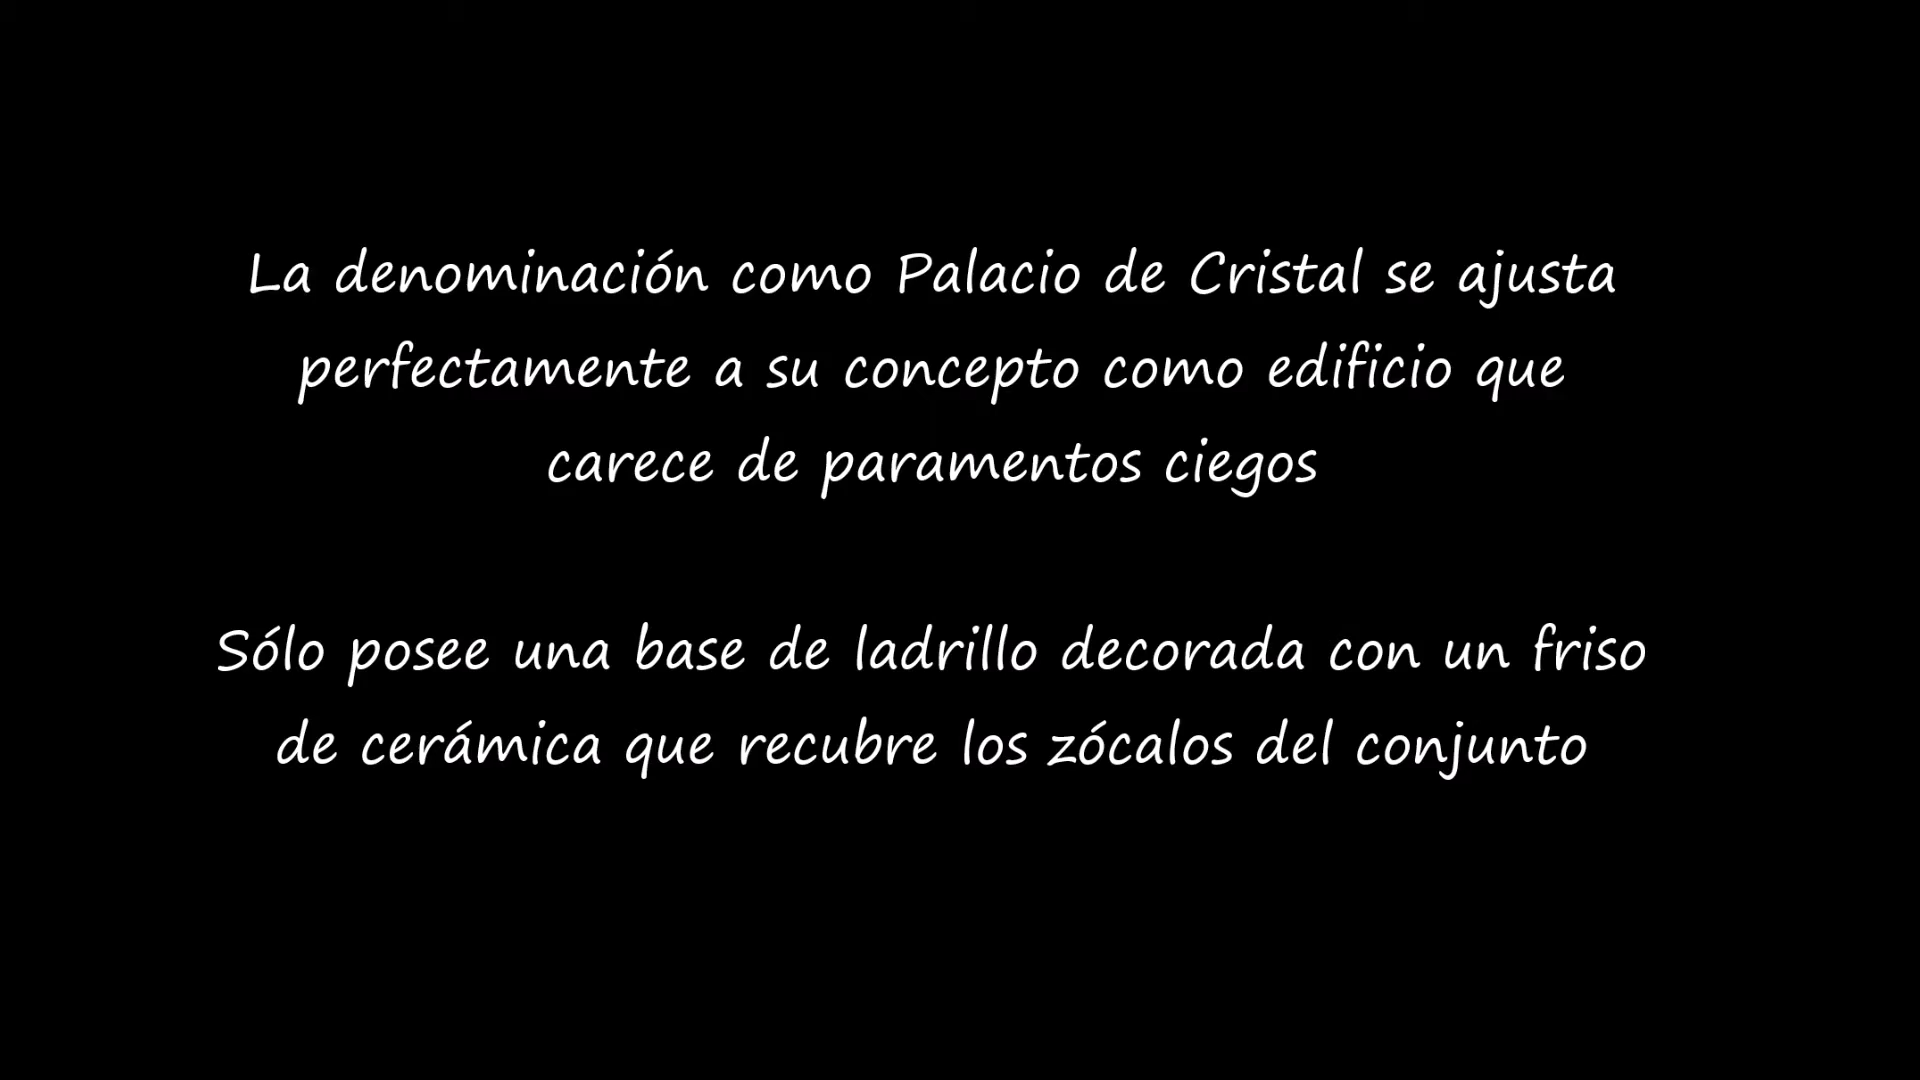 La denominación como Palacio de Cristal se ajusta
perfectamente a su concepto como edificio que
carece de paramentos ciegos
Sólo posee una base de ladrillo decorada con un friso
de cerámica que recubre los zócalos del conjunto